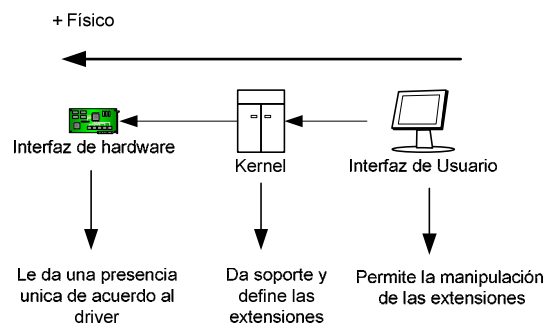 + Físico
Interfaz de hardware
Kernel
Interfaz de Usuario
Le da una presencia
unica de acuerdo al
driver
Da soporte y
define las
extensiones
Permite la manipulación
de las extensiones